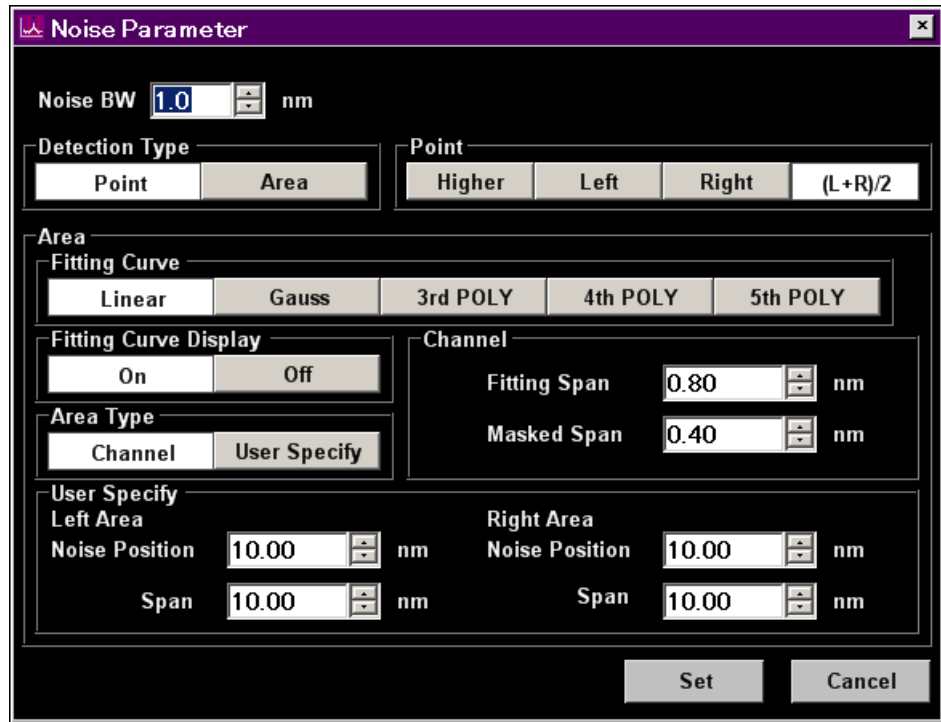 Noise Parameter
Noise BW 1.0 nm
Detection Type
Point Area
Point
Higher Left Right (L+R)/2
Area
Fitting Curve
Linear Gauss 3rd POLY 4th POLY 5th POLY
Fitting Curve Display
On Off
Area Type
Channel User Specify
Channel
Fitting Span 0.80 nm
Masked Span 0.40 nm
User Specify
Left Area
Noise Position 10.00 nm
Span 10.00 nm
Right Area
Noise Position 10.00 nm
Span 10.00 nm
Set Cancel